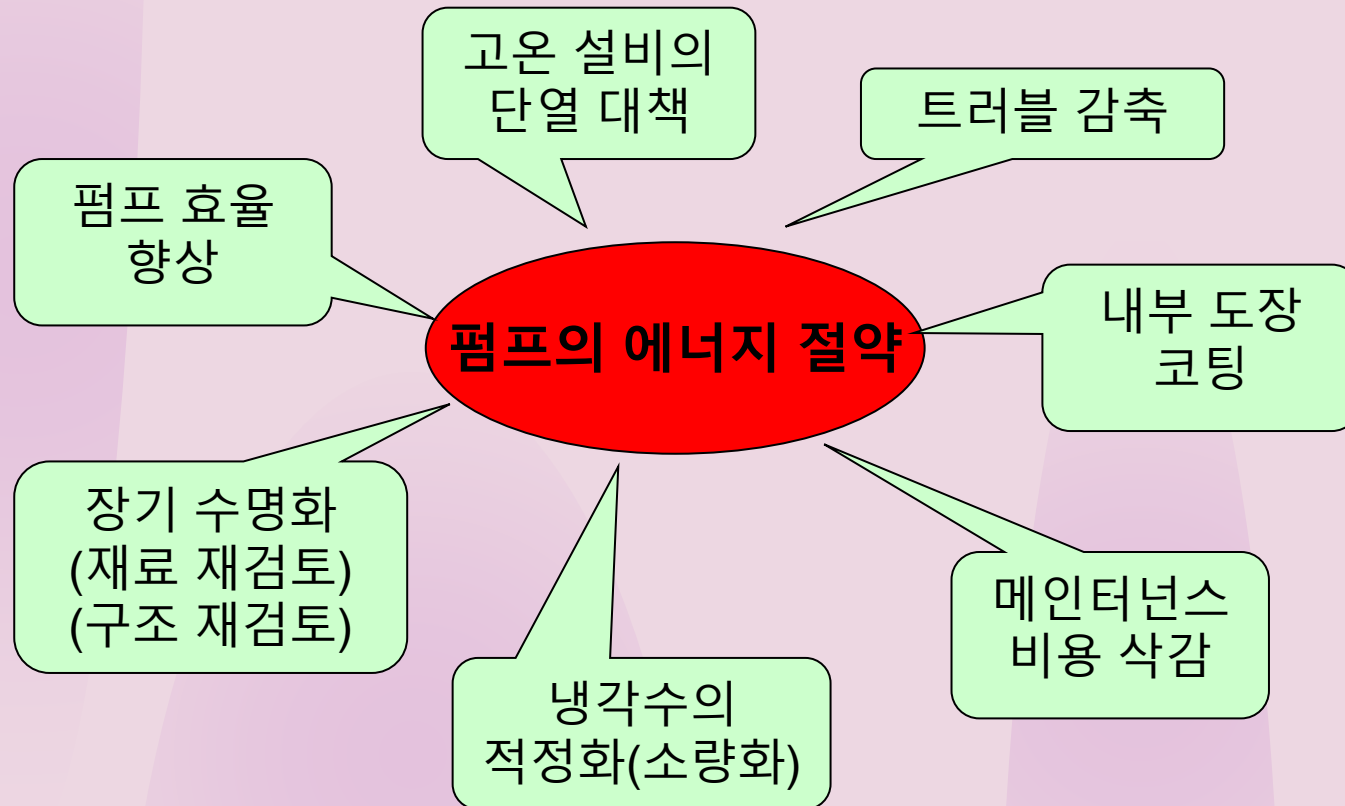 고온 설비의
단열 대책
트러블 감축
펌프 효율
향상
내부 도장
코팅
펌프의 에너지 절약
장기 수명화
(재료 재검토)
(구조 재검토)
메인터넌스
비용 삭감
냉각수의
적정화(소량화)